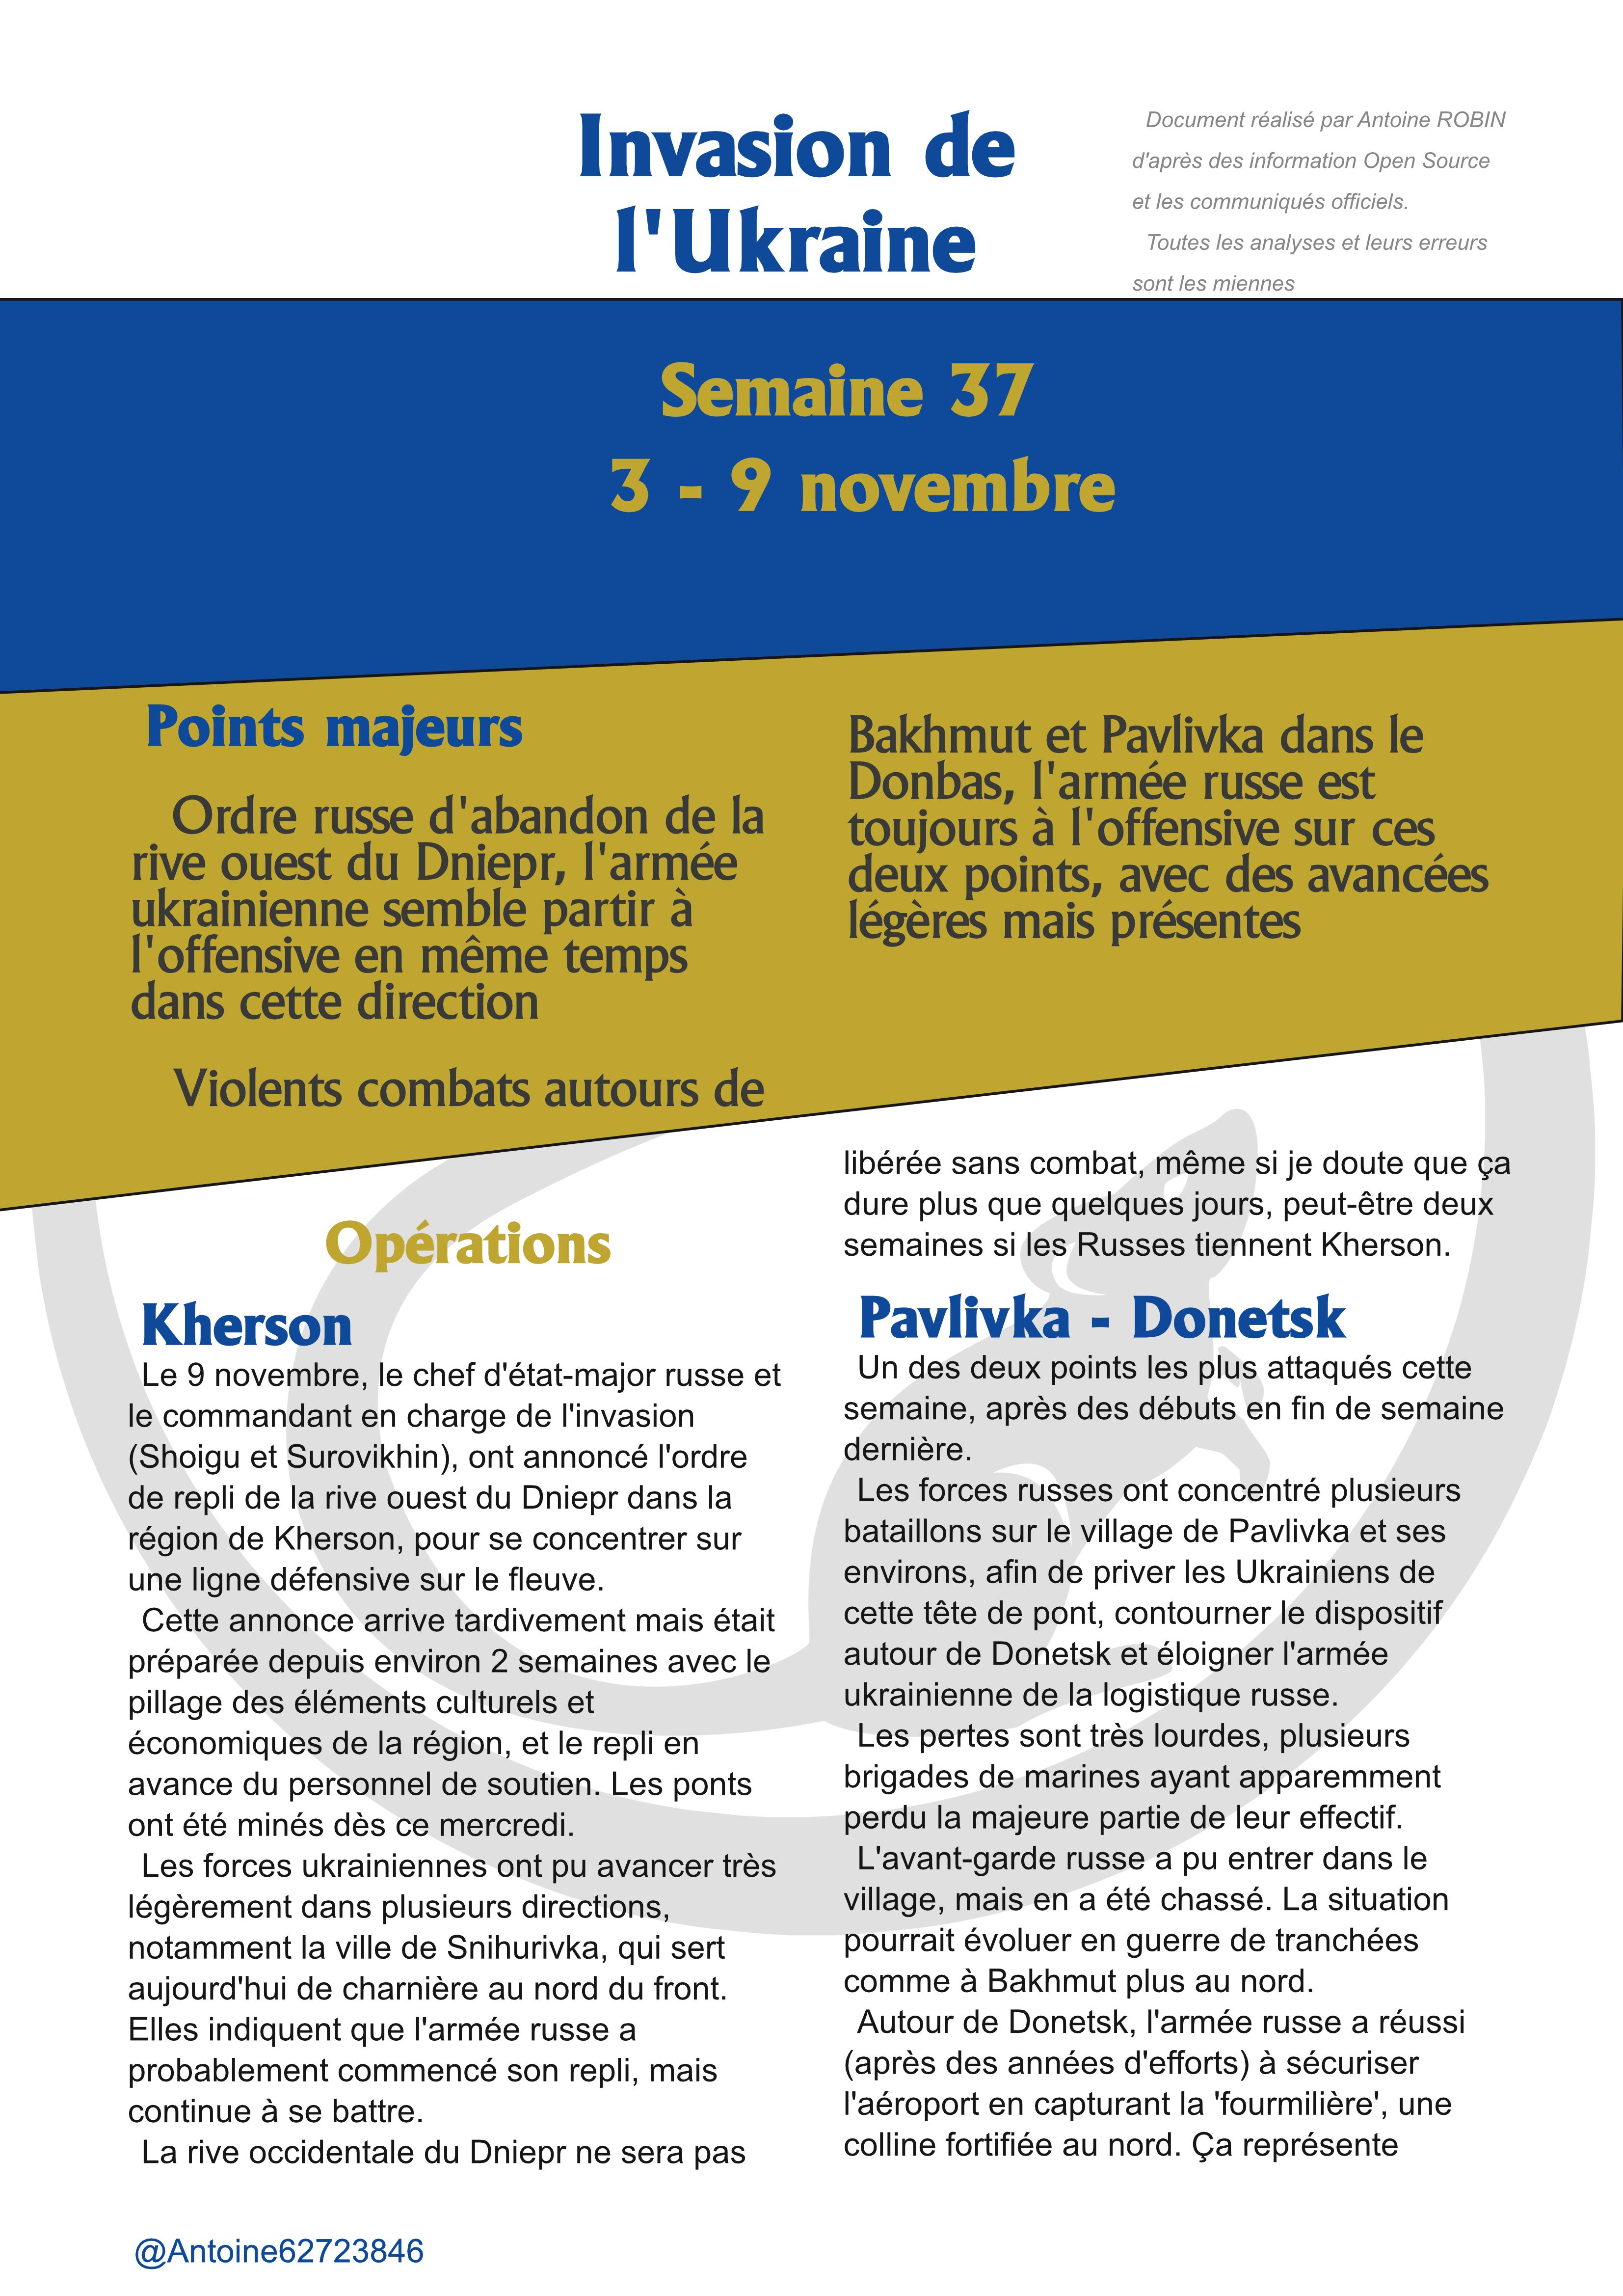 Invasion de
l'Ukraine
Document réalisé par Antoine ROBIN
d'après des information Open Source
et les communiqués officiels.
Toutes les analyses et leurs erreurs
sont les miennes
Semaine 37
3 - 9 novembre
Points majeurs
Ordre russe d'abandon de la
rive ouest du Dniepr, l'armée
ukrainienne semble partir à
l'offensive en même temps
dans cette direction
Violents combats autours de
Bakhmut et Pavlivka dans le
Donbas, l'armée russe est
toujours à l'offensive sur ces
deux points, avec des avancées
légères mais présentes
Opérations
Kherson
Le 9 novembre, le chef d'état-major russe et
le commandant en charge de l'invasion
(Shoigu et Surovikhin), ont annoncé l'ordre
de repli de la rive ouest du Dniepr dans la
région de Kherson, pour se concentrer sur
une ligne défensive sur le fleuve.
Cette annonce arrive tardivement mais était
préparée depuis environ 2 semaines avec le
pillage des éléments culturels et
économiques de la région, et le repli en
avance du personnel de soutien. Les ponts
ont été minés dès ce mercredi.
Les forces ukrainiennes ont pu avancer très
légèrement dans plusieurs directions,
notamment la ville de Snihurivka, qui sert
aujourd'hui de charnière au nord du front.
Elles indiquent que l'armée russe a
probablement commencé son repli, mais
continue à se battre.
La rive occidentale du Dniepr ne sera pas
libérée sans combat, même si je doute que ça
dure plus que quelques jours, peut-être deux
semaines si les Russes tiennent Kherson.
Pavlivka - Donetsk
Un des deux points les plus attaqués cette
semaine, après des débuts en fin de semaine
dernière.
Les forces russes ont concentré plusieurs
bataillons sur le village de Pavlivka et ses
environs, afin de priver les Ukrainiens de
cette tête de pont, contourner le dispositif
autour de Donetsk et éloigner l'armée
ukrainienne de la logistique russe.
Les pertes sont très lourdes, plusieurs
brigades de marines ayant apparemment
perdu la majeure partie de leur effectif.
L'avant-garde russe a pu entrer dans le
village, mais en a été chassé. La situation
pourrait évoluer en guerre de tranchées
comme à Bakhmut plus au nord.
Autour de Donetsk, l'armée russe a réussi
(après des années d'efforts) à sécuriser
l'aéroport en capturant la 'fourmilière', une
colline fortifiée au nord. Ça représente
@Antoine62723846